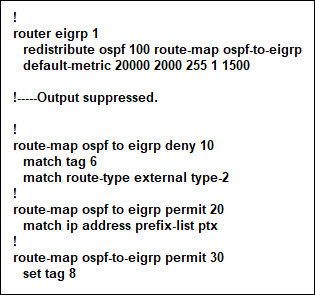 !
router eigrp 1
redistribute ospf 100 route-map ospf-to-eigrp
default-metric 20000 2000 255 1 1500
!-----Output suppressed.
!
route-map ospf to eigrp deny 10
match tag 6
match route-type external type-2
!
route-map ospf to eigrp permit 20
match ip address prefix-list ptx
!
route-map ospf-to-eigrp permit 30
set tag 8